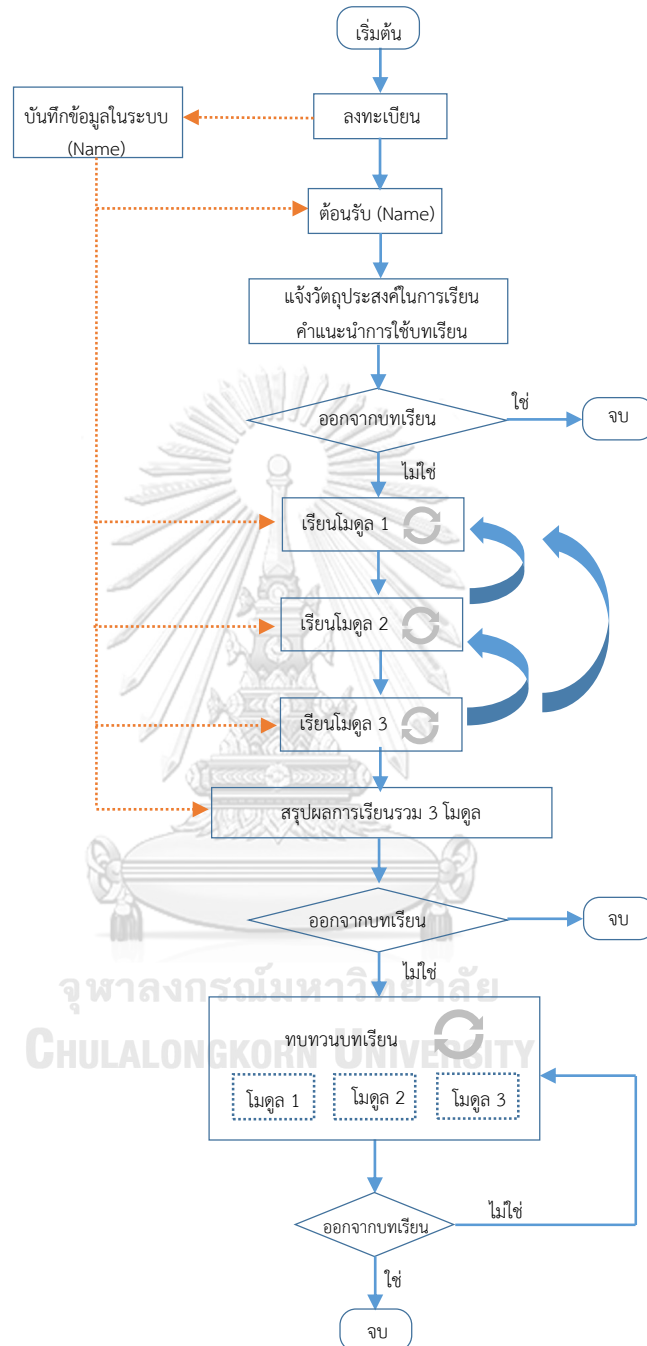 เริ่มต้น
บันทึกข้อมูลในระบบ
(Name)
ลงทะเบียน
ต้อนรับ (Name)
แจ้งวัตถุประสงค์ในการเรียน
คำแนะนำการใช้บทเรียน
ออกจากบทเรียน
ใช่
จบ
ไม่ใช่
เรียนโมดูล 1
เรียนโมดูล 2
เรียนโมดูล 3
สรุปผลการเรียนรวม 3 โมดูล
ออกจากบทเรียน
จบ
ไม่ใช่
จุฬาลงกรณ์มหาวิทยาลัย
CHULALONGKORN UNIVERSITY
ทบทวนบทเรียน
โมดูล 1 โมดูล 2 โมดูล 3
ออกจากบทเรียน
ไม่ใช่
ใช่
จบ